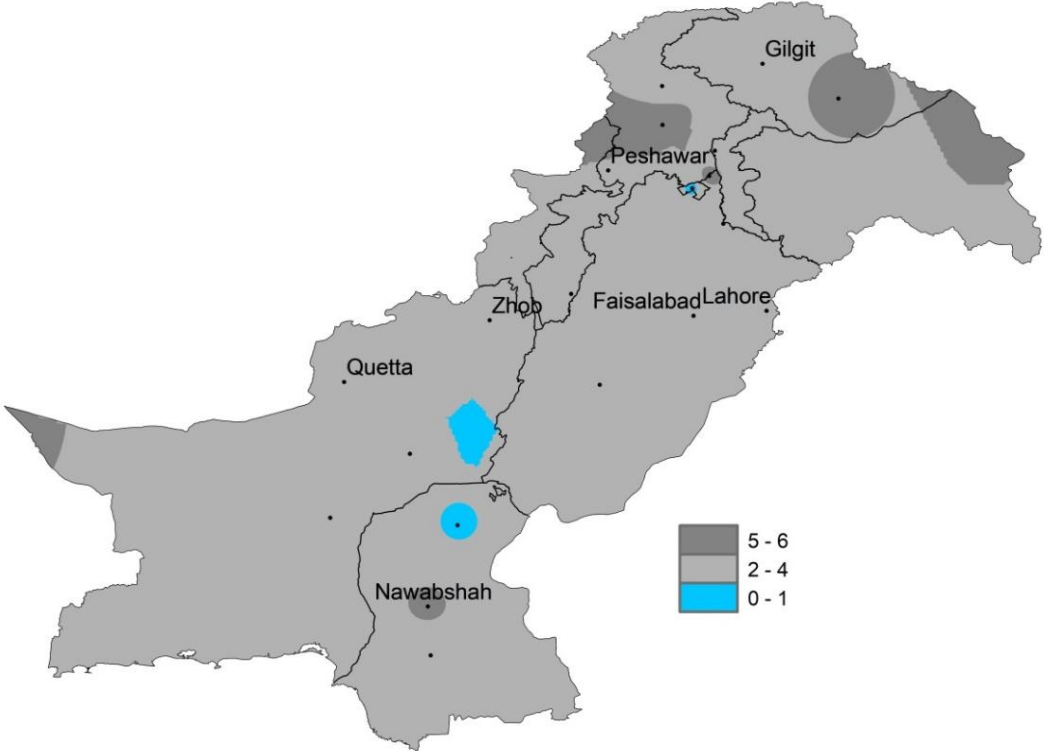 Gilgit
Peshawar
Zhob
Faisalabad
Lahore
Quetta
5 - 6
2 - 4
0 - 1
Nawabshah